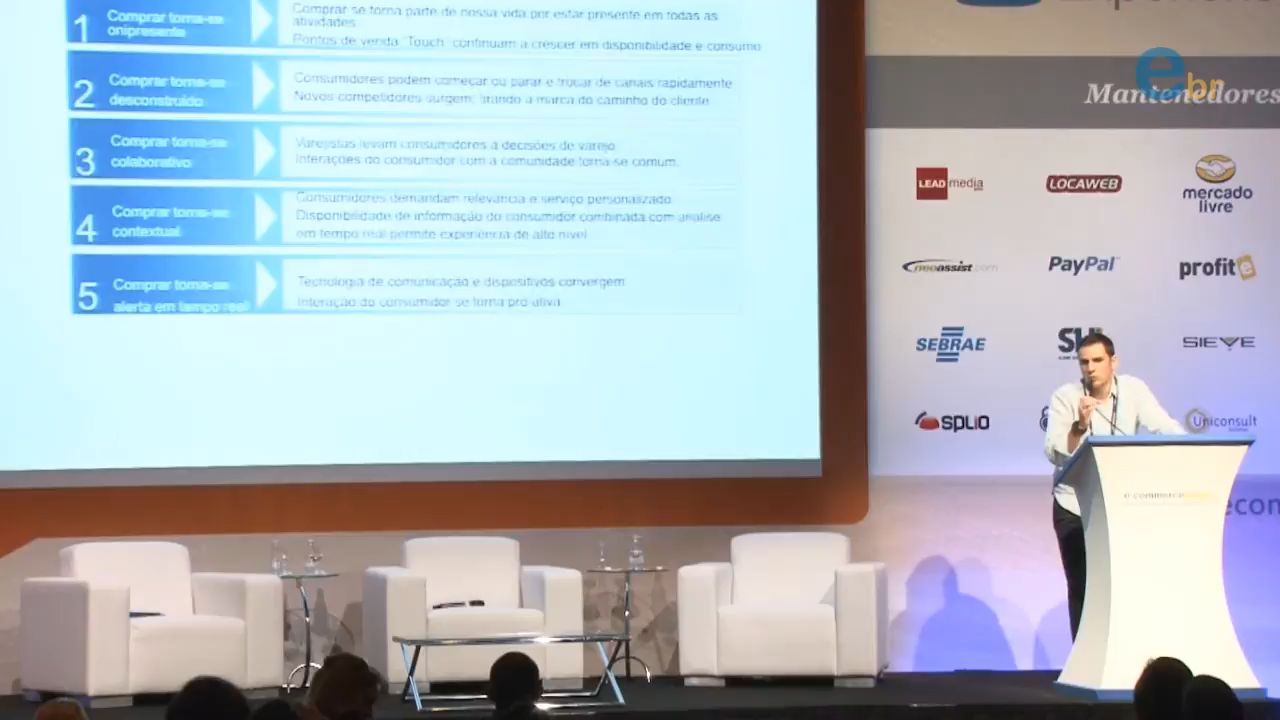 1
Comprar torna-se
onipresente
Comprar se torna parte de nossa vida por estar presente em todas as
atividades
Pontos de venda "Touch" continuam a crescer em disponibilidade e consumo
2
Comprar torna-se
desconstruído
Consumidores podem começar ou parar e trocar de canais rapidamente
Novos competidores surgem, tirando a marca do caminho do cliente
3
Comprar torna-se
colaborativo
Varejistas levam consumidores a decisões de varejo
Interações do consumidor com a comunidade torna-se comum.
4
Comprar torna-se
contextual
Consumidores demandam relevância e serviço personalizado
Disponibilidade de informação do consumidor combinada com análise
em tempo real permite experiência de alto nível
5
Comprar torna-se
alerta em tempo real
Tecnologia de comunicação e dispositivos convergem
Interação do consumidor se torna pró ativa
ebr
Mantenedores
LEADmedia
LOCAWEB
mercado
livre
neoassist.com
PayPal
profite
SEBRAE
SIEVE
splio
Uniconsult
e-commerce
econ